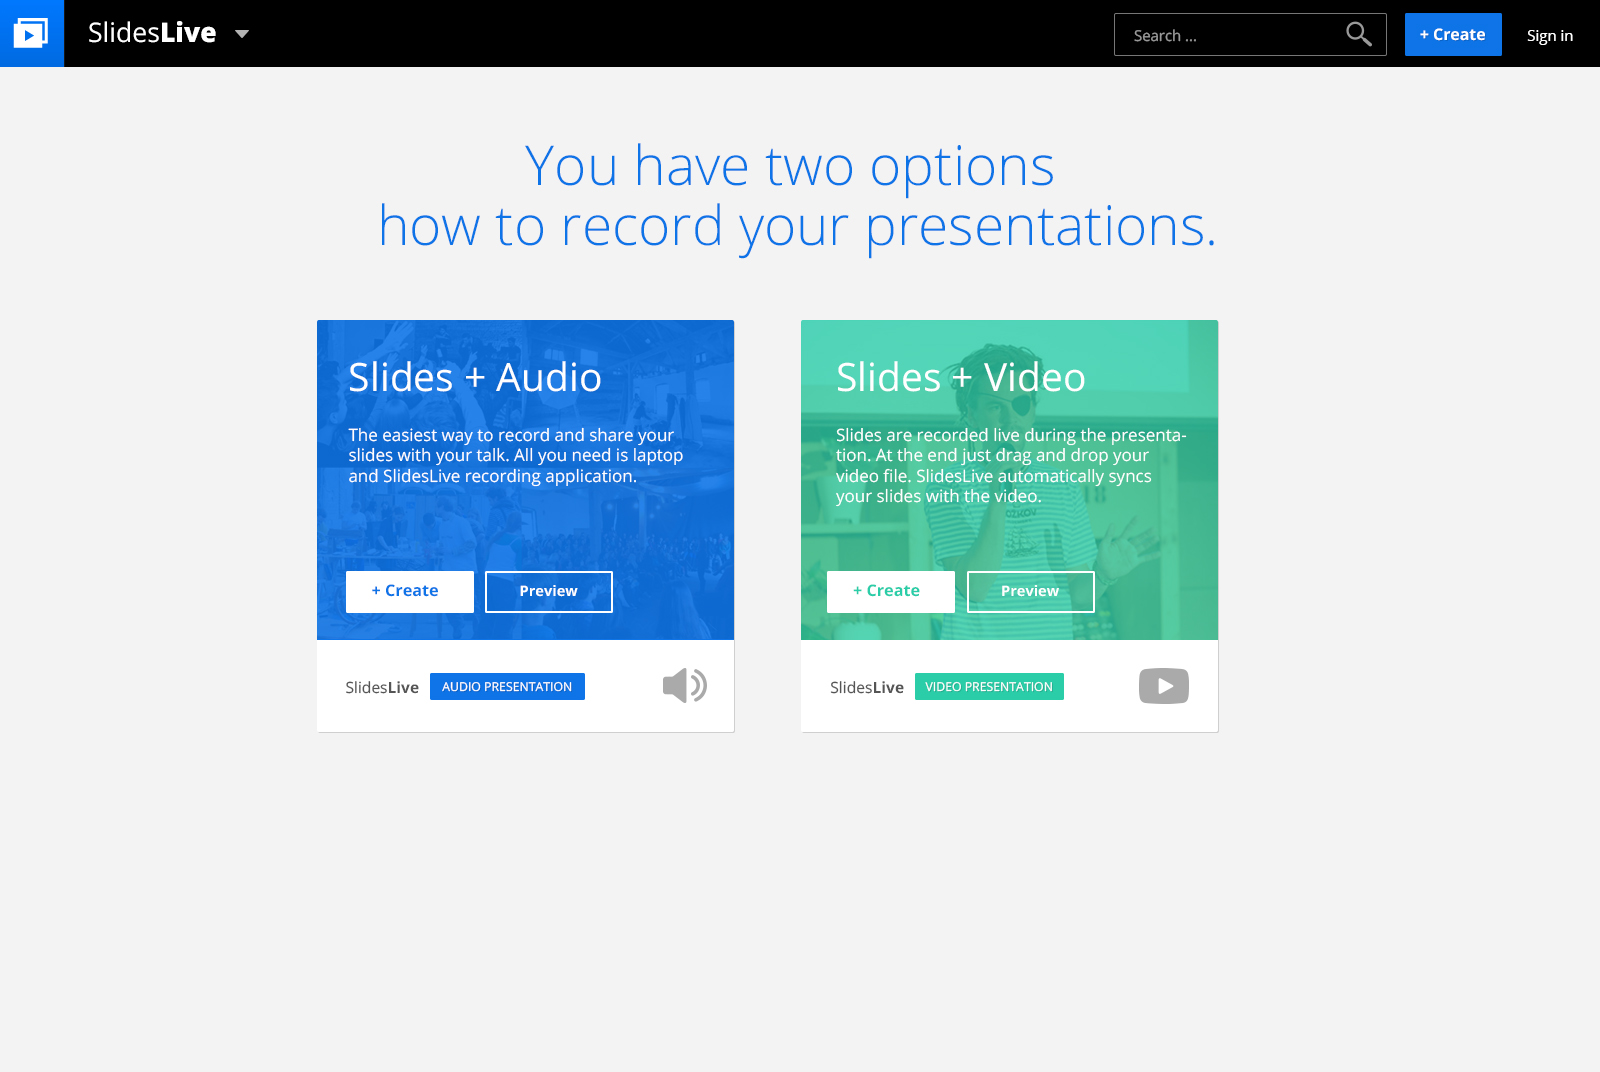 SlidesLive
Search ...
+ Create
Sign in
You have two options
how to record your presentations.
Slides + Audio
The easiest way to record and share your
slides with your talk. All you need is laptop
and SlidesLive recording application.
+ Create
Preview
SlidesLive
AUDIO PRESENTATION
Slides + Video
Slides are recorded live during the presenta-
tion. At the end just drag and drop your
video file. SlidesLive automatically syncs
your slides with the video.
+ Create
Preview
SlidesLive
VIDEO PRESENTATION